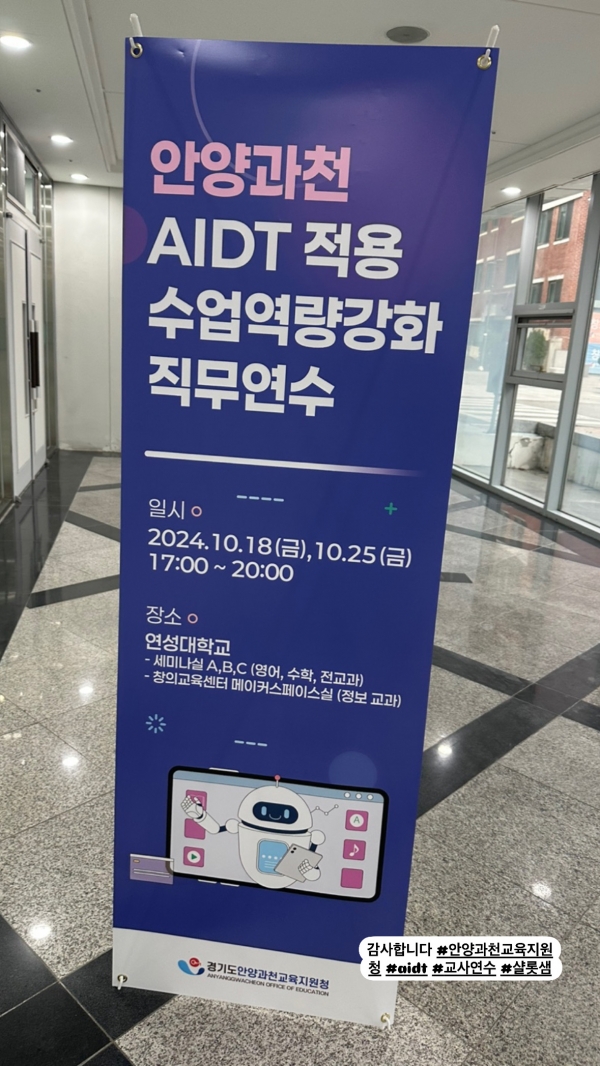 안양과천
AIDT 적용
수업역량강화
직무연수
일시
2024.10.18(금),10.25(금)
17:00 ~ 20:00
장소
연성대학교
- 세미나실 A,B,C (영어, 수학, 전교과)
- 창의교육센터 메이커스페이스실 (정보 교과)
A
경기도안양과천교육지원청
ANYANGGWACHEON OFFICE OF EDUCATION
감사합니다 #안양과천교육지원
청 #aidt #교사연수 #샬롯샘